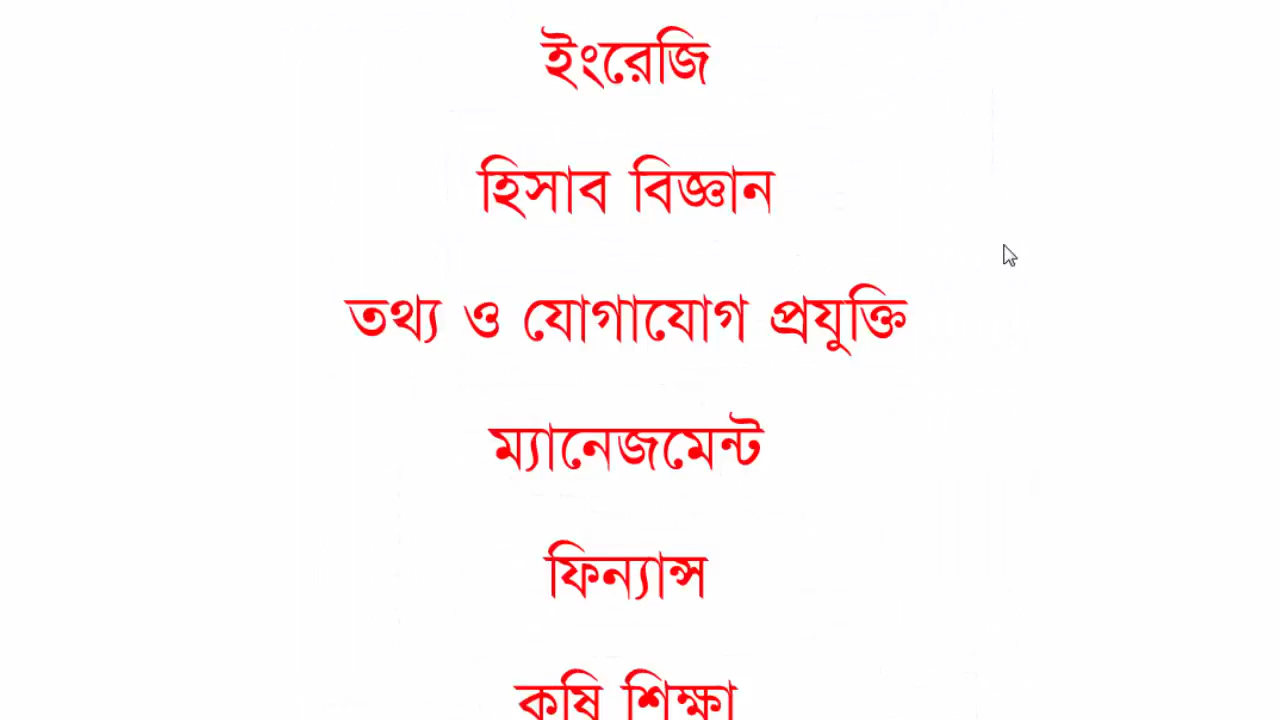 ইংরেজি
হিসাব বিজ্ঞান
তথ্য ও যোগাযোগ প্রযুক্তি
ম্যানেজমেন্ট
ফিন্যান্স
কৃষি শিক্ষা